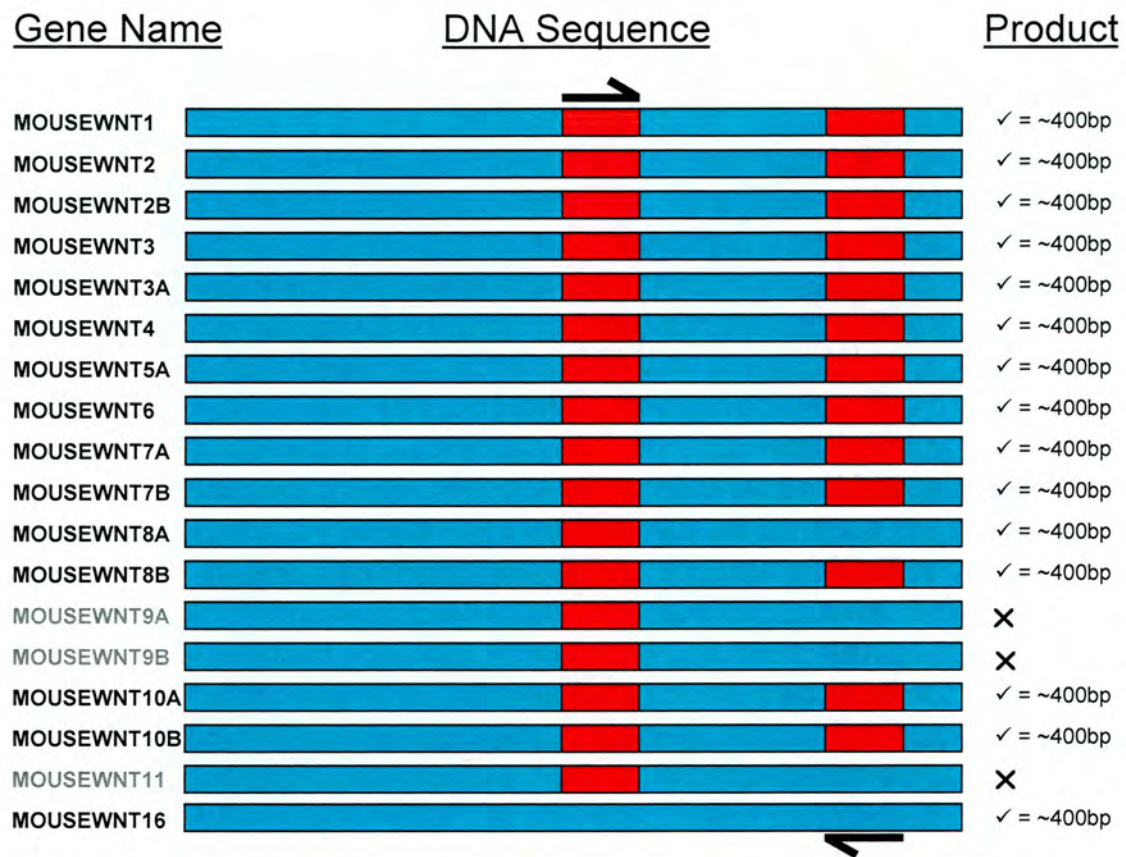 Gene Name DNA Sequence Product
MOUSEWNT1 ✓ = ~400bp
MOUSEWNT2 ✓ = ~400bp
MOUSEWNT2B ✓ = ~400bp
MOUSEWNT3 ✓ = ~400bp
MOUSEWNT3A ✓ = ~400bp
MOUSEWNT4 ✓ = ~400bp
MOUSEWNT5A ✓ = ~400bp
MOUSEWNT6 ✓ = ~400bp
MOUSEWNT7A ✓ = ~400bp
MOUSEWNT7B ✓ = ~400bp
MOUSEWNT8A ✓ = ~400bp
MOUSEWNT8B ✓ = ~400bp
MOUSEWNT9A ×
MOUSEWNT9B ×
MOUSEWNT10A ✓ = ~400bp
MOUSEWNT10B ✓ = ~400bp
MOUSEWNT11 ×
MOUSEWNT16 ✓ = ~400bp